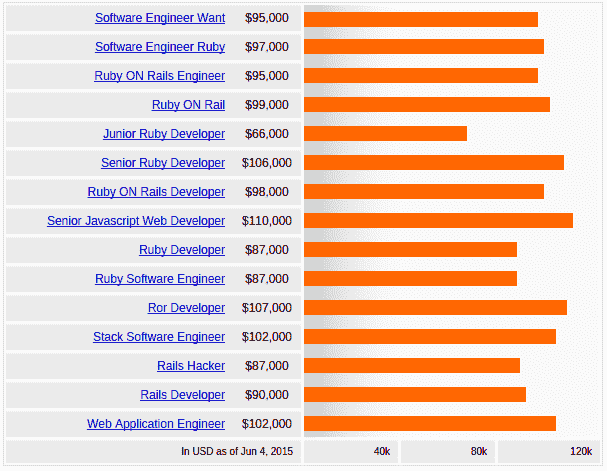 Software Engineer Want $95,000
Software Engineer Ruby $97,000
Ruby ON Rails Engineer $95,000
Ruby ON Rail $99,000
Junior Ruby Developer $66,000
Senior Ruby Developer $106,000
Ruby ON Rails Developer $98,000
Senior Javascript Web Developer $110,000
Ruby Developer $87,000
Ruby Software Engineer $87,000
Ror Developer $107,000
Stack Software Engineer $102,000
Rails Hacker $87,000
Rails Developer $90,000
Web Application Engineer $102,000
In USD as of Jun 4, 2015 40k 80k 120k